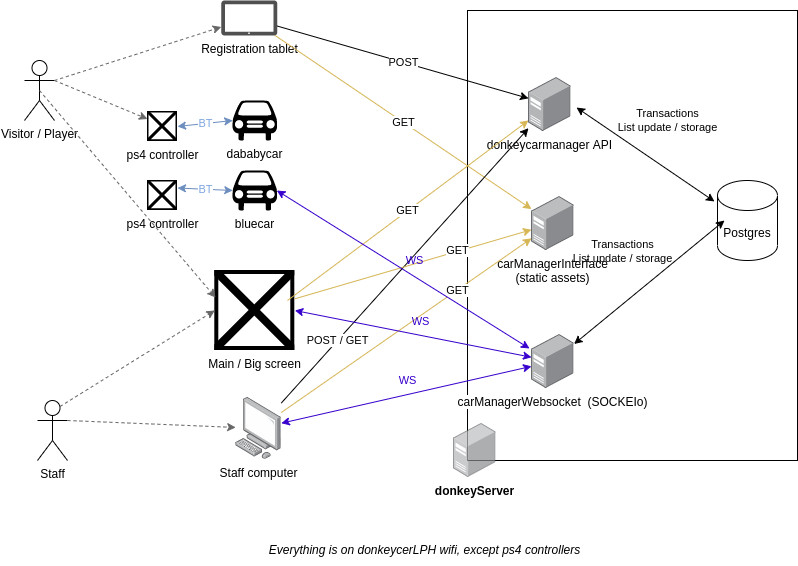 Registration tablet
POST
Visitor / Player
GET
Transactions
List update / storage
BT
ps4 controller
dababycar
donkeycarmanager API
BT
ps4 controller
bluecar
GET
Postgres
Transactions
List update / storage
GET
WS
carManagerInterface
(static assets)
GET
WS
POST / GET
Main / Big screen
WS
carManagerWebsocket (SOCKEIo)
Staff
Staff computer
donkeyServer
Everything is on donkeycerLPH wifi, except ps4 controllers